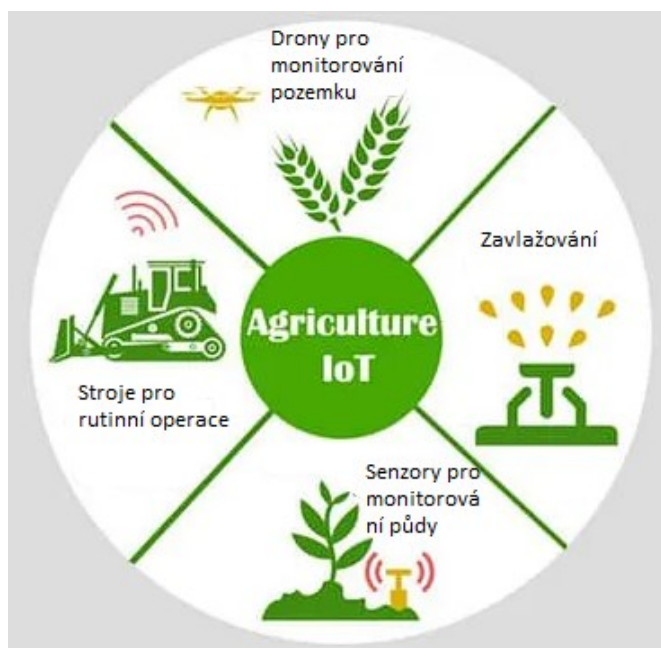 Drony pro
monitorování
pozemku
Zavlažování
Agriculture
IoT
Stroje pro
rutinní operace
Senzory pro
monitorová
ní půdy